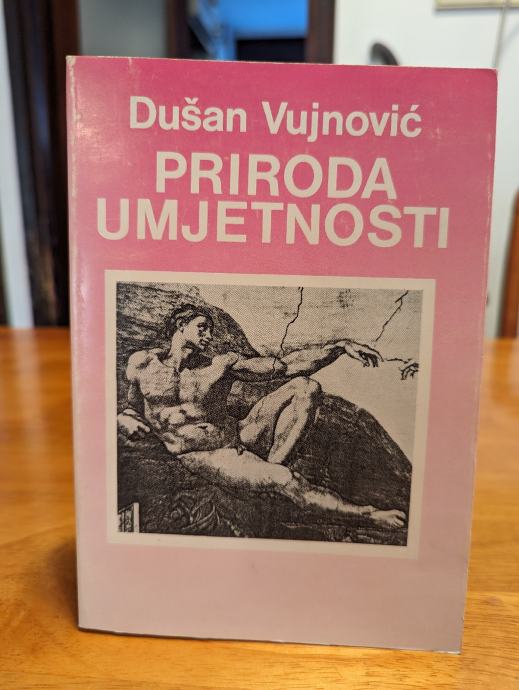 Dušan Vujnović
PRIRODA
UMJETNOSTI